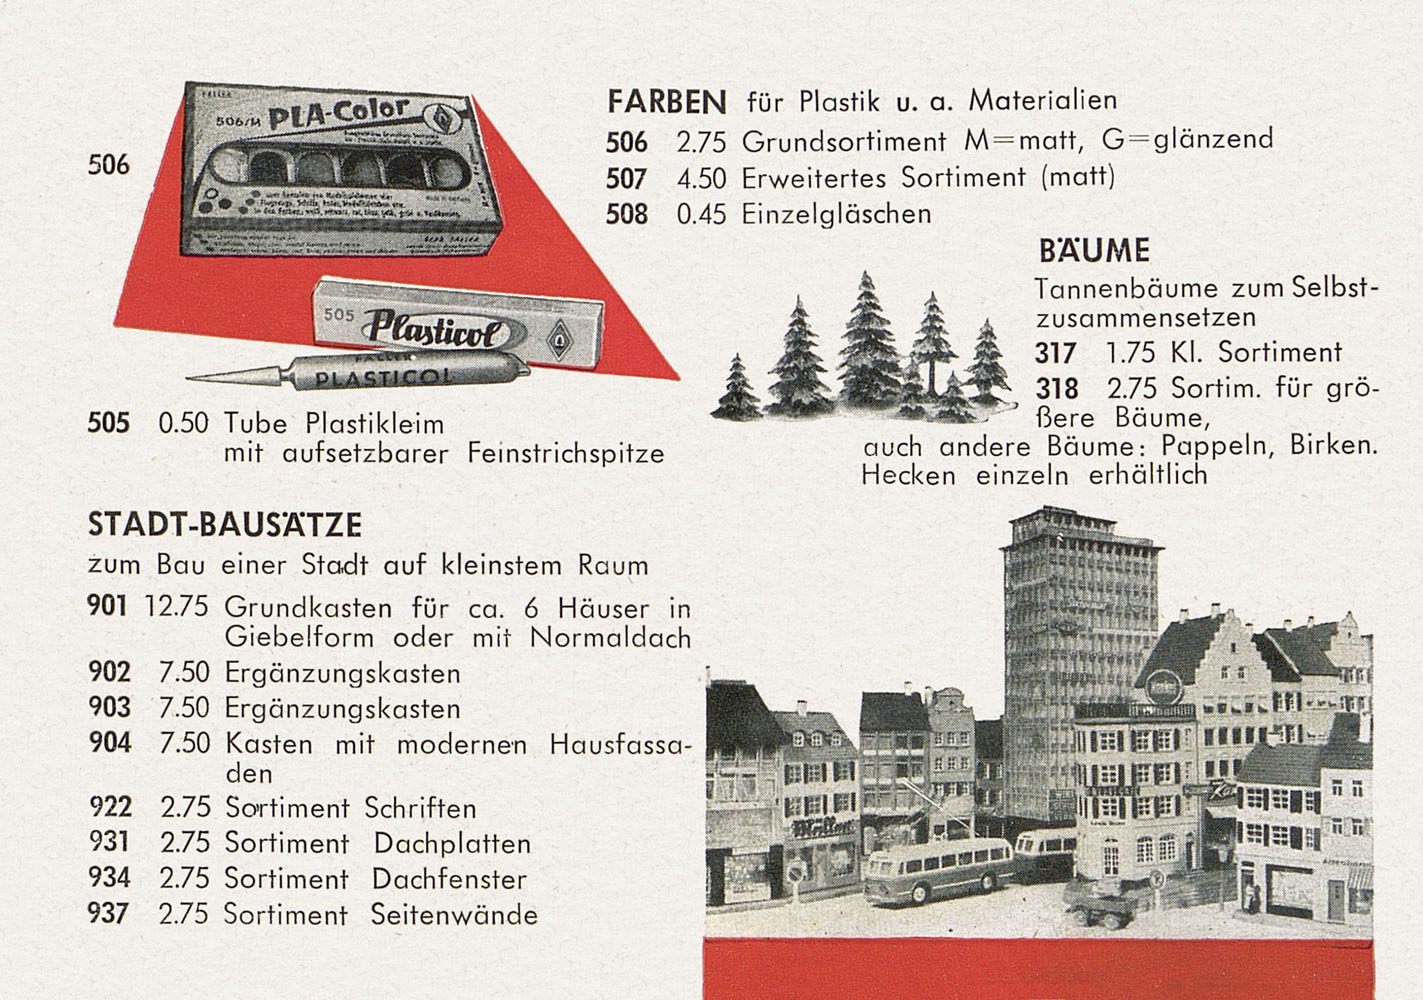 506
FALLER
506/M PLA-Color
505 Plasticol
FALLER
PLASTICOL
505 0.50 Tube Plastikleim
mit aufsetzbarer Feinstrichspitze
FARBEN für Plastik u. a. Materialien
506 2.75 Grundsortiment M=matt, G=glänzend
507 4.50 Erweitertes Sortiment (matt)
508 0.45 Einzelgläschen
BÄUME
Tannenbäume zum Selbst-
zusammensetzen
317 1.75 Kl. Sortiment
318 2.75 Sortim. für grö-
ßere Bäume,
auch andere Bäume: Pappeln, Birken.
Hecken einzeln erhältlich
STADT-BAUSÄTZE
zum Bau einer Stadt auf kleinstem Raum
901 12.75 Grundkasten für ca. 6 Häuser in
Giebelform oder mit Normaldach
902 7.50 Ergänzungskasten
903 7.50 Ergänzungskasten
904 7.50 Kasten mit modernen Hausfassa-
den
922 2.75 Sortiment Schriften
931 2.75 Sortiment Dachplatten
934 2.75 Sortiment Dachfenster
937 2.75 Sortiment Seitenwände